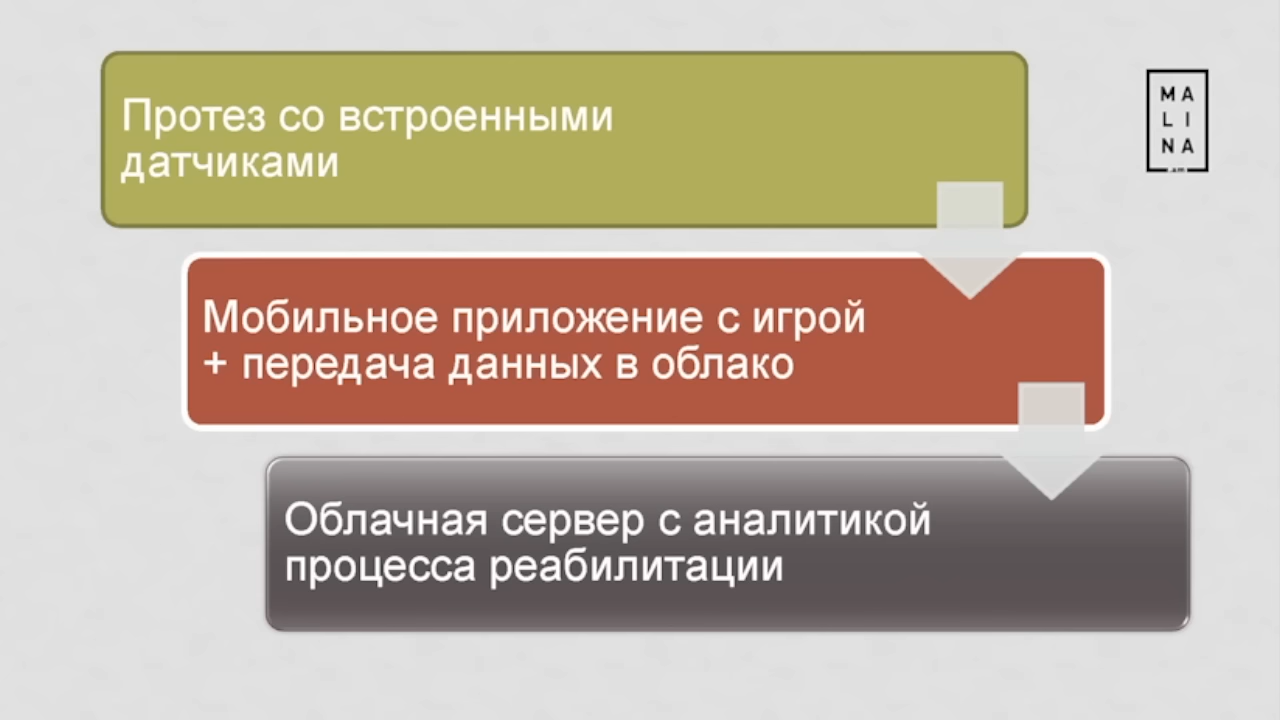 Протез со встроенными
датчиками
MA
LI
NA
Мобильное приложение с игрой
+ передача данных в облако
Облачная сервер с аналитикой
процесса реабилитации